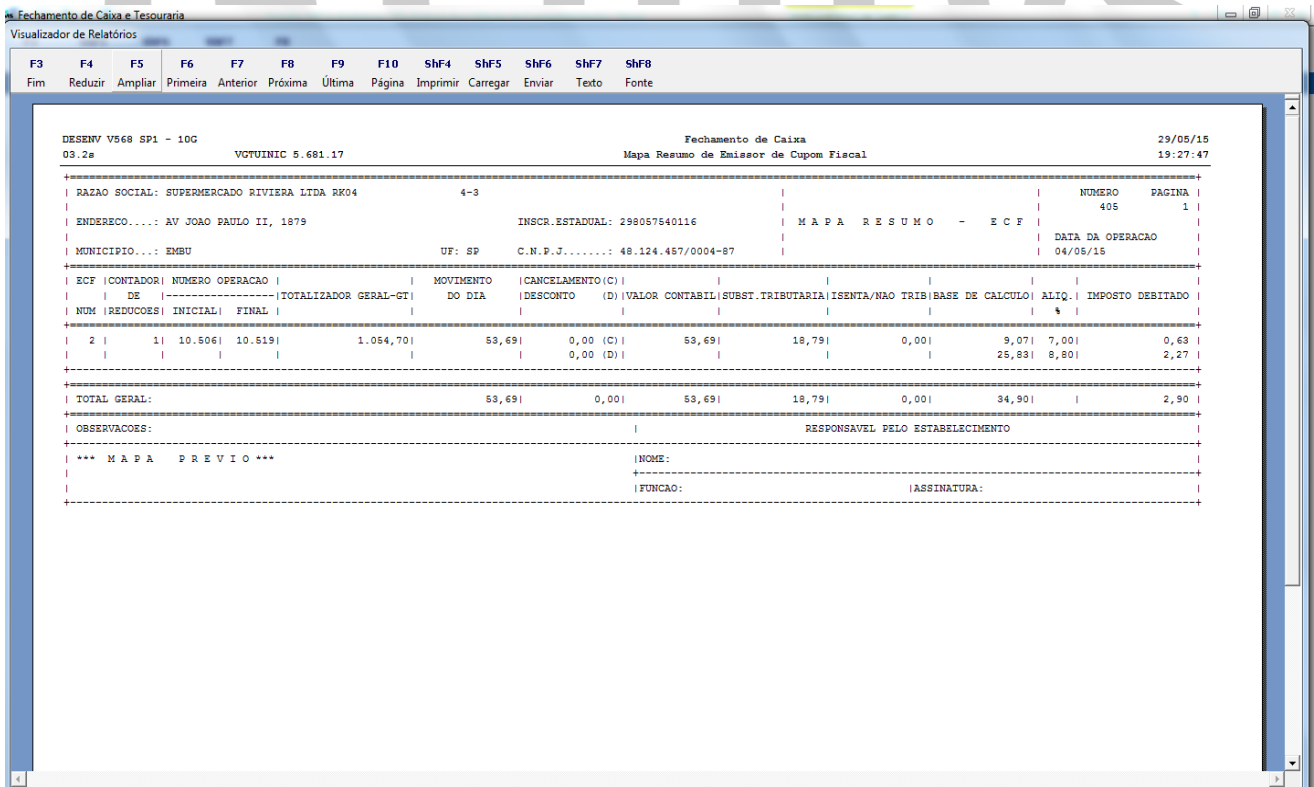 Fechamento de Caixa e Tesouraria
Visualizador de Relatórios
F3 F4 F5 F6 F7 F8 F9 F10 ShF4 ShF5 ShF6 ShF7 ShF8
Fim Reduzir Ampliar Primeira Anterior Próxima Última Página Imprimir Carregar Enviar Texto Fonte
DESENV V568 SP1 - 10G Fechamento de Caixa 29/05/15
03.2s VGTUINIC 5.681.17 Mapa Resumo de Emissor de Cupom Fiscal 19:27:47
| RAZAO SOCIAL: SUPERMERCADO RIVIERA LTDA RK04 4-3 | | NUMERO PAGINA |
| | | 405 1 |
| ENDERECO....: AV JOAO PAULO II, 1879 INSCR.ESTADUAL: 298057540116 | M A P A R E S U M O - E C F |
| | | DATA DA OPERACAO |
| MUNICIPIO...: EMBU UF: SP C.N.P.J.......: 48.124.457/0004-87 | | 04/05/15 |
| ECF |CONTADOR| NUMERO OPERACAO | | MOVIMENTO |CANCELAMENTO(C)| | | | | | |
| | DE |-----------------|TOTALIZADOR GERAL-GT| DO DIA |DESCONTO (D)|VALOR CONTABIL|SUBST.TRIBUTARIA|ISENTA/NAO TRIB|BASE DE CALCULO| ALIQ.| IMPOSTO DEBITADO |
| NUM |REDUCOES| INICIAL| FINAL | | | | | | | | % | |
| 2 | 1| 10.506| 10.519| 1.054,70| 53,69| 0,00 (C)| 53,69| 18,79| 0,00| 9,07| 7,00| 0,63 |
| | | | | | | 0,00 (D)| | | | 25,83| 8,80| 2,27 |
| TOTAL GERAL: 53,69| 0,00| 53,69| 18,79| 0,00| 34,90| | 2,90 |
| OBSERVACOES: | RESPONSAVEL PELO ESTABELECIMENTO |
| *** M A P A P R E V I O *** |NOME: |
| |FUNCAO: |ASSINATURA: |